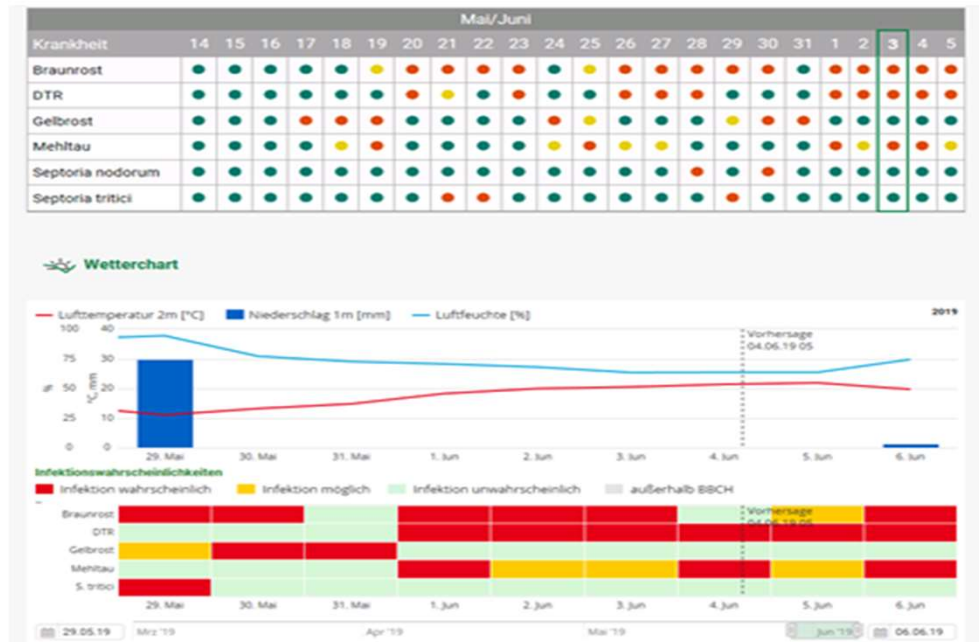 Mai/Juni
Krankheit 14 15 16 17 18 19 20 21 22 23 24 25 26 27 28 29 30 31 1 2 3 4 5
Braunrost
DTR
Gelbrost
Mehltau
Septoria nodorum
Septoria tritici
Wetterchart
Lufttemperatur 2m [°C] Niederschlag 1m [mm] Luftfeuchte [%] 2019
100 40
75 30
50 20
25 10
0 0
% °C, mm
Vorhersage
04.06.19 05
29. Mai 30. Mai 31. Mai 1. Jun 2. Jun 3. Jun 4. Jun 5. Jun 6. Jun
Infektionswahrscheinlichkeiten
Infektion wahrscheinlich Infektion möglich Infektion unwahrscheinlich außerhalb BBCH
Braunrost
Vorhersage
04.06.19 05
DTR
Gelbrost
Mehltau
S. tritici
29. Mai 30. Mai 31. Mai 1. Jun 2. Jun 3. Jun 4. Jun 5. Jun 6. Jun
29.05.19 Mrz '19 Apr '19 Mai '19 Jun '19 06.06.19